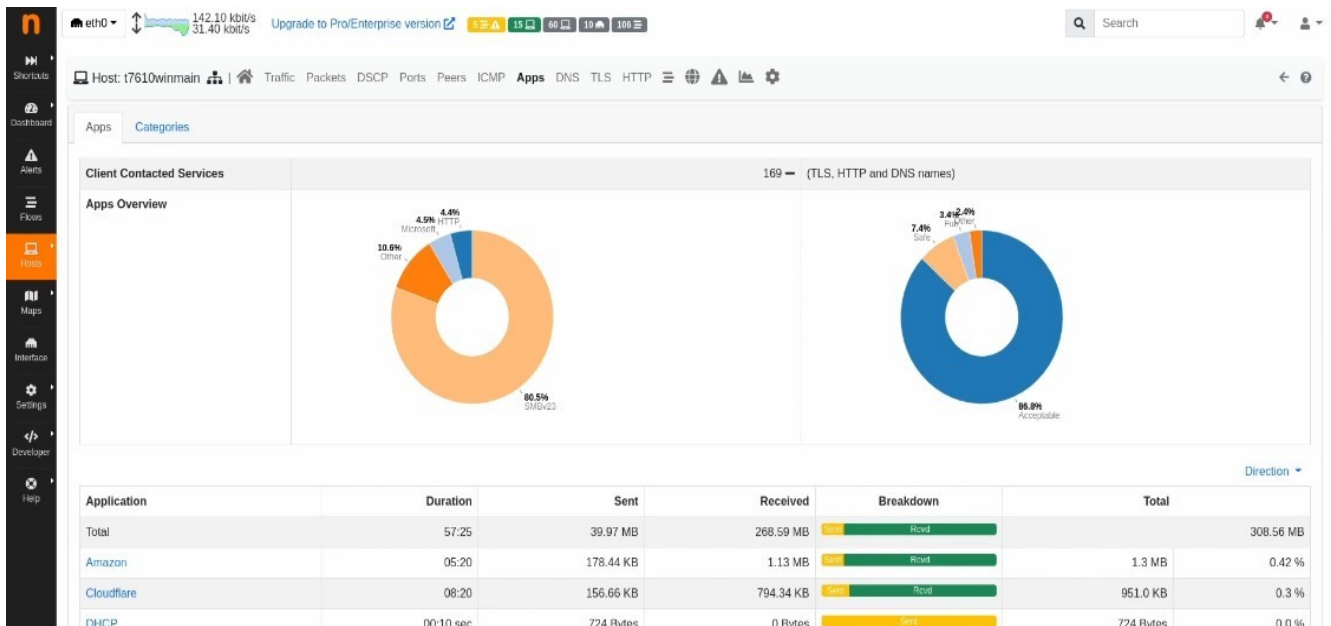 n
eth0
142.10 kbit/s
31.40 kbit/s
Upgrade to Pro/Enterprise version
5 15 60 10 106
Search
Shortcuts
Dashboard
Alerts
Flows
Hosts
Maps
Interface
Settings
Developer
Help
Host: t7610winmain | Traffic Packets DSCP Ports Peers ICMP Apps DNS TLS HTTP
Apps Categories
Client Contacted Services 169 (TLS, HTTP and DNS names)
Apps Overview
4.4%
HTTP
4.5%
Microsoft
10.6%
Other
80.5%
SMBv23
2.4%
Other
3.4%
Fun
7.4%
Safe
86.8%
Acceptable
Direction
Application Duration Sent Received Breakdown Total
Total 57:25 39.97 MB 268.59 MB Sent Rcvd 308.56 MB
Amazon 05:20 178.44 KB 1.13 MB Sent Rcvd 1.3 MB 0.42 %
Cloudflare 08:20 156.66 KB 794.34 KB Sent Rcvd 951.0 KB 0.3 %
DHCP 00:10 sec 724 Bytes 0 Bytes Sent 724 Bytes 0.0 %